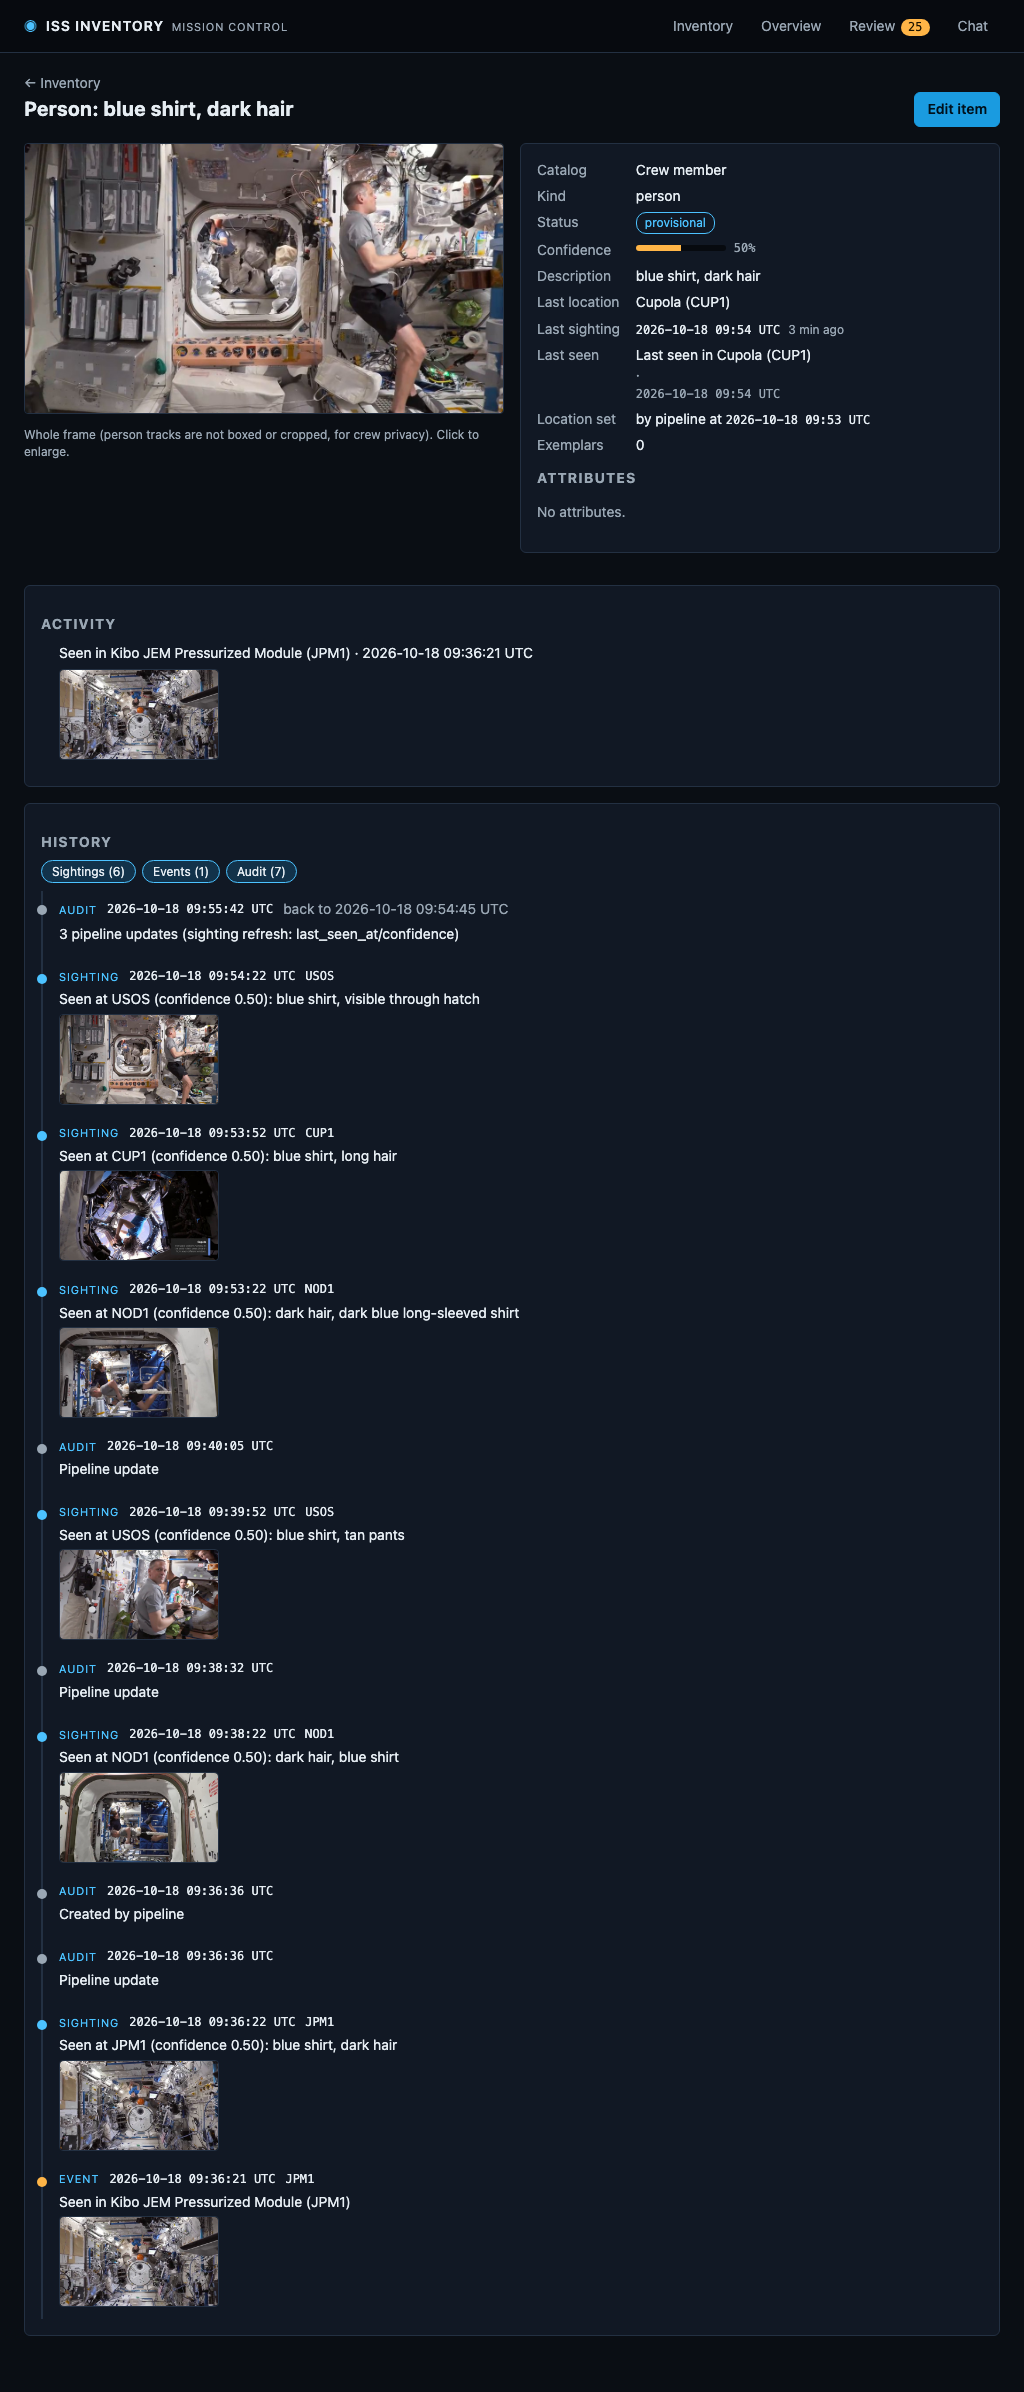 ISS INVENTORY MISSION CONTROL
Inventory Overview Review 25 Chat
← Inventory
Person: blue shirt, dark hair
Edit item
Whole frame (person tracks are not boxed or cropped, for crew privacy). Click to
enlarge.
Catalog Crew member
Kind person
Status provisional
Confidence 50%
Description blue shirt, dark hair
Last location Cupola (CUP1)
Last sighting 2026-10-18 09:54 UTC 3 min ago
Last seen Last seen in Cupola (CUP1)
·
2026-10-18 09:54 UTC
Location set by pipeline at 2026-10-18 09:53 UTC
Exemplars 0
ATTRIBUTES
No attributes.
ACTIVITY
Seen in Kibo JEM Pressurized Module (JPM1) · 2026-10-18 09:36:21 UTC
HISTORY
Sightings (6) Events (1) Audit (7)
AUDIT 2026-10-18 09:55:42 UTC back to 2026-10-18 09:54:45 UTC
3 pipeline updates (sighting refresh: last_seen_at/confidence)
SIGHTING 2026-10-18 09:54:22 UTC USOS
Seen at USOS (confidence 0.50): blue shirt, visible through hatch
SIGHTING 2026-10-18 09:53:52 UTC CUP1
Seen at CUP1 (confidence 0.50): blue shirt, long hair
SIGHTING 2026-10-18 09:53:22 UTC NOD1
Seen at NOD1 (confidence 0.50): dark hair, dark blue long-sleeved shirt
AUDIT 2026-10-18 09:40:05 UTC
Pipeline update
SIGHTING 2026-10-18 09:39:52 UTC USOS
Seen at USOS (confidence 0.50): blue shirt, tan pants
AUDIT 2026-10-18 09:38:32 UTC
Pipeline update
SIGHTING 2026-10-18 09:38:22 UTC NOD1
Seen at NOD1 (confidence 0.50): dark hair, blue shirt
AUDIT 2026-10-18 09:36:36 UTC
Created by pipeline
AUDIT 2026-10-18 09:36:36 UTC
Pipeline update
SIGHTING 2026-10-18 09:36:22 UTC JPM1
Seen at JPM1 (confidence 0.50): blue shirt, dark hair
EVENT 2026-10-18 09:36:21 UTC JPM1
Seen in Kibo JEM Pressurized Module (JPM1)